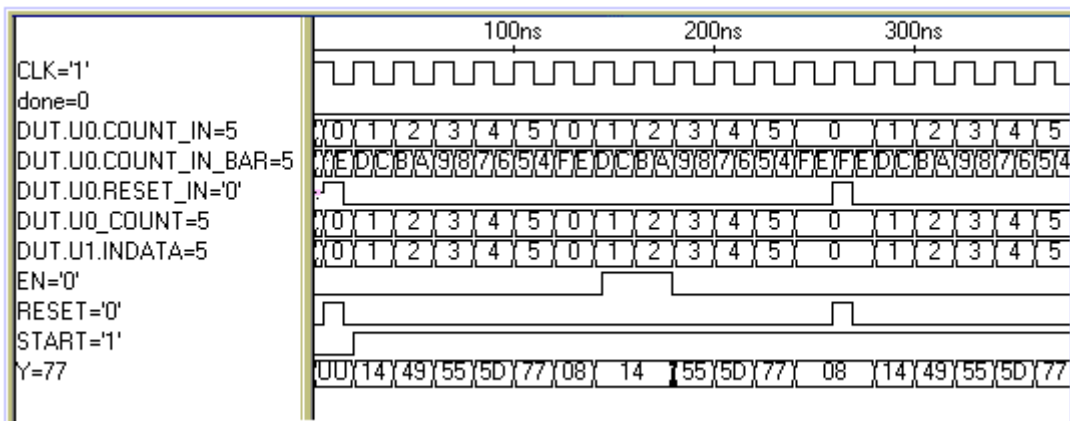 100ns 200ns 300ns
CLK='1'
done=0
DUT.U0.COUNT_IN=5 0 1 2 3 4 5 0 1 2 3 4 5 0 1 2 3 4 5
DUT.U0.COUNT_IN_BAR=5 E D C B A 9 8 7 6 5 4 F E D C B A 9 8 7 6 5 4 F E F E D C B A 9 8 7 6 5 4
DUT.U0.RESET_IN='0'
DUT.U0_COUNT=5 0 1 2 3 4 5 0 1 2 3 4 5 0 1 2 3 4 5
DUT.U1.INDATA=5 0 1 2 3 4 5 0 1 2 3 4 5 0 1 2 3 4 5
EN='0'
RESET='0'
START='1'
Y=77 UU 14 49 55 5D 77 08 14 55 5D 77 08 14 49 55 5D 77